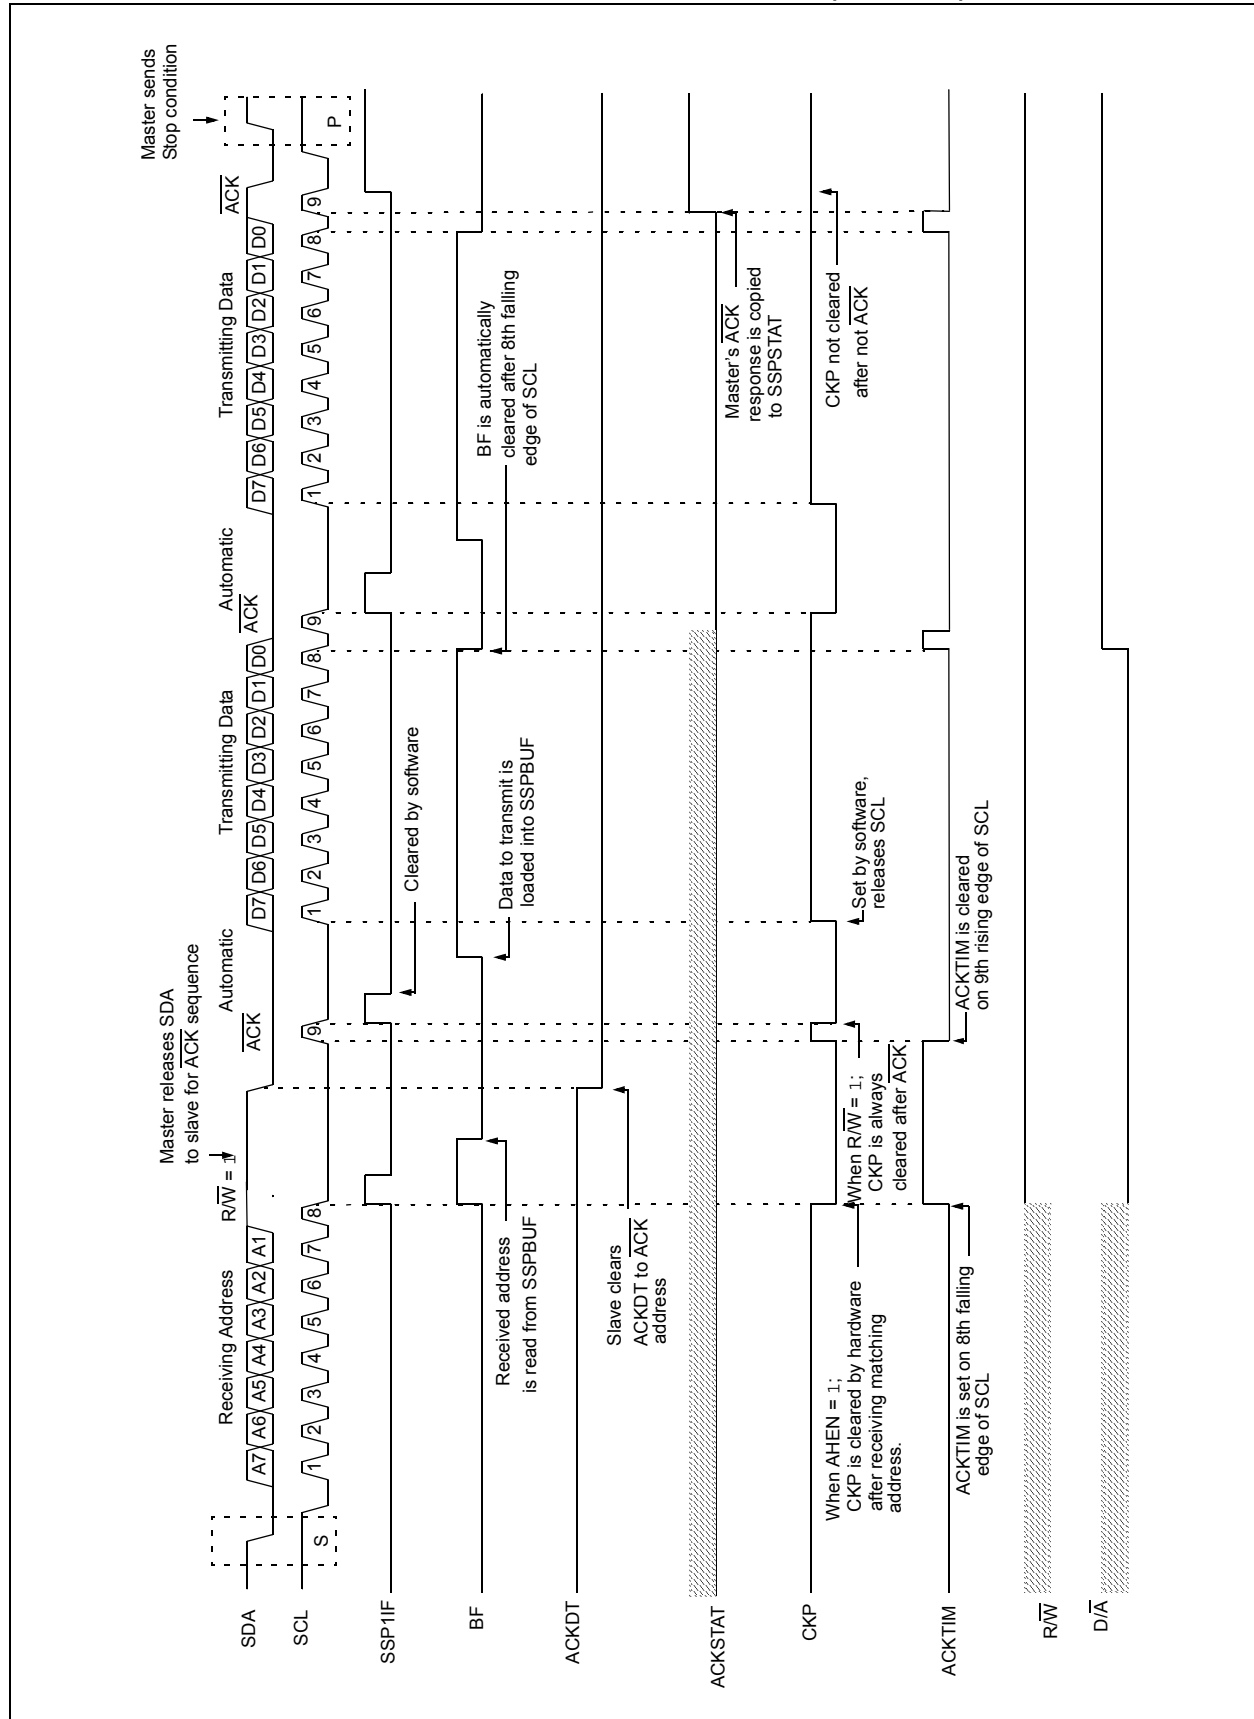 Master sends
Stop condition
Master releases SDA
to slave for ACK sequence
Receiving Address
R/W = 1
ACK
Automatic
Transmitting Data
ACK
Automatic
Transmitting Data
ACK
SDA
A7 A6 A5 A4 A3 A2 A1
D7 D6 D5 D4 D3 D2 D1 D0
D7 D6 D5 D4 D3 D2 D1 D0
SCL
S
1 2 3 4 5 6 7 8 9
1 2 3 4 5 6 7 8 9
1 2 3 4 5 6 7 8 9
P
SSP1IF
Cleared by software
BF
Received address
is read from SSPBUF
Data to transmit is
loaded into SSPBUF
BF is automatically
cleared after 8th falling
edge of SCL
ACKDT
Slave clears
ACKDT to ACK
address
ACKSTAT
Master's ACK
response is copied
to SSPSTAT
CKP
When AHEN = 1;
CKP is cleared by hardware
after receiving matching
address.
When R/W = 1;
CKP is always
cleared after ACK
Set by software,
releases SCL
CKP not cleared
after not ACK
ACKTIM
ACKTIM is set on 8th falling
edge of SCL
ACKTIM is cleared
on 9th rising edge of SCL
R/W
D/A